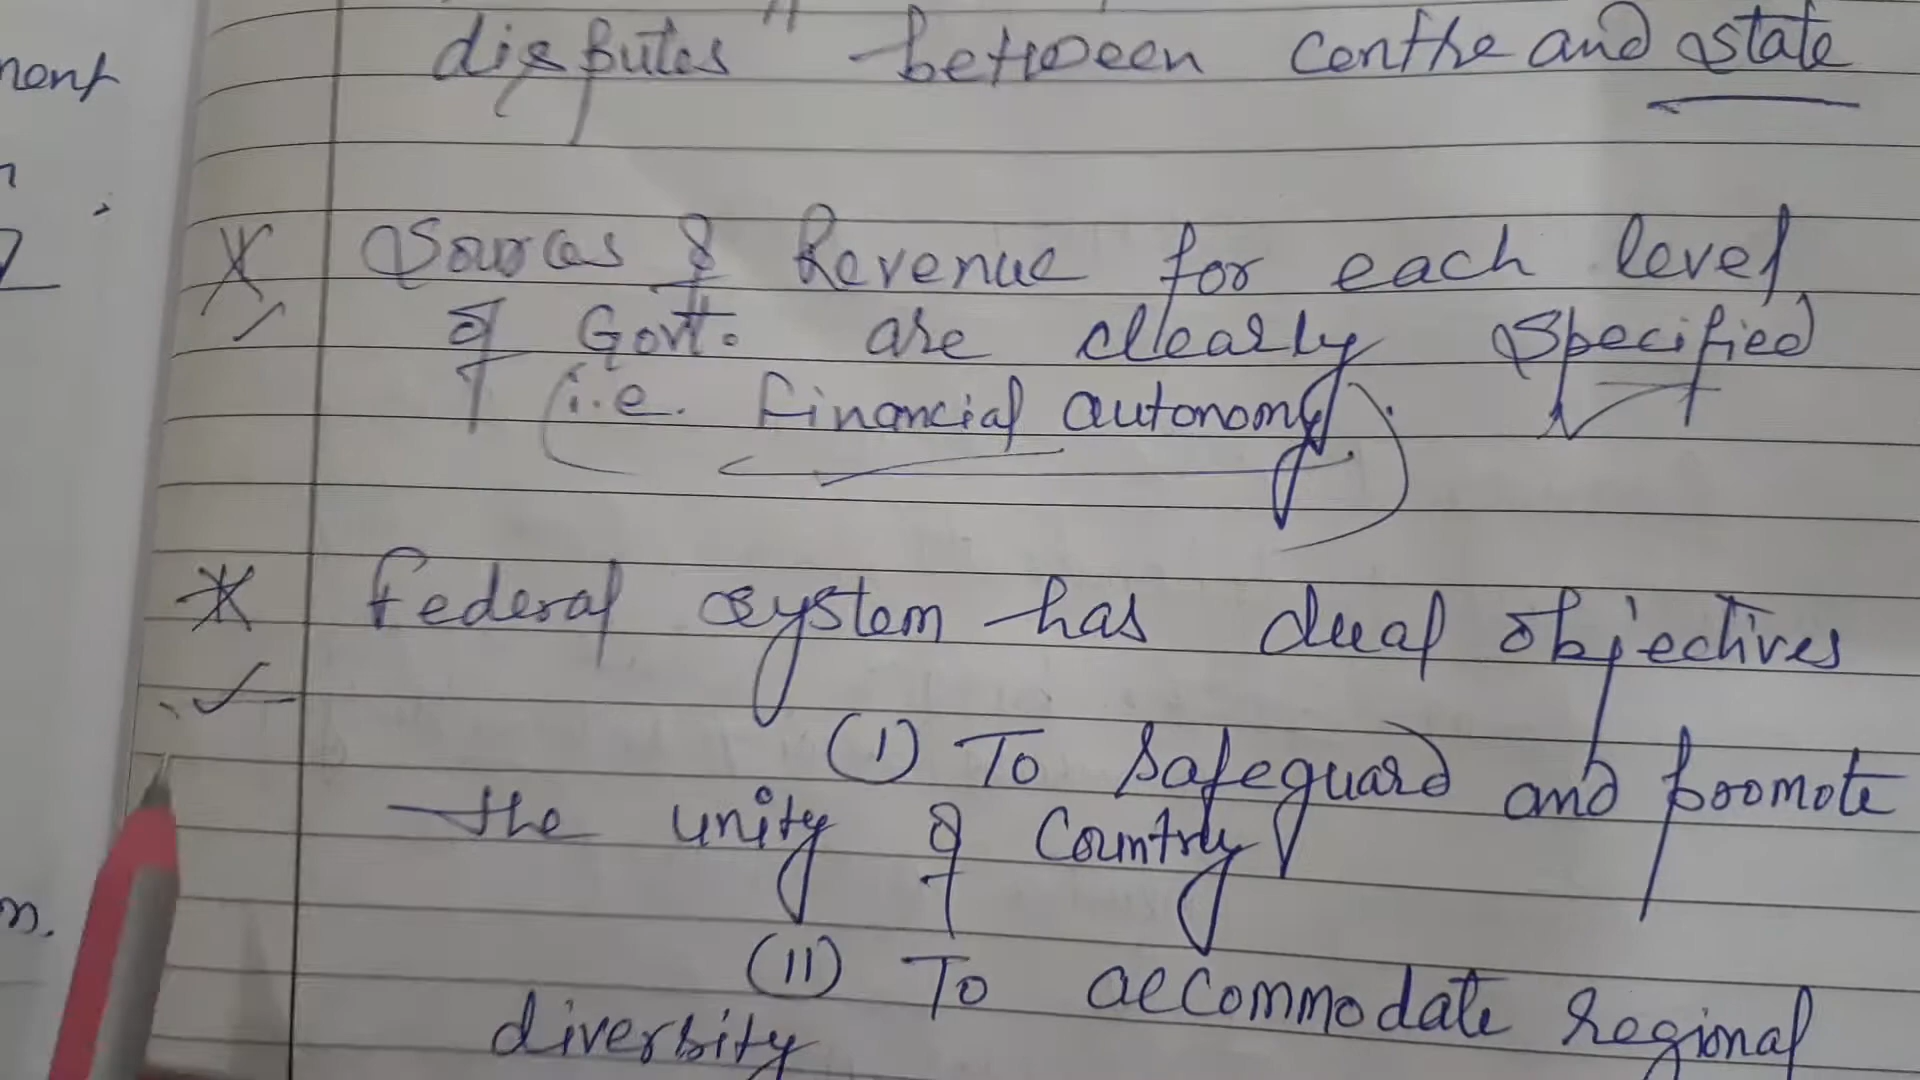 disputes" between centre and state
Sources of Revenue for each level
of Govt. are clearly specified
(i.e. financial autonomy)
federal system has dual objectives
(I) To safeguard and promote
the unity of Country
(II) To accommodate regional
diversity